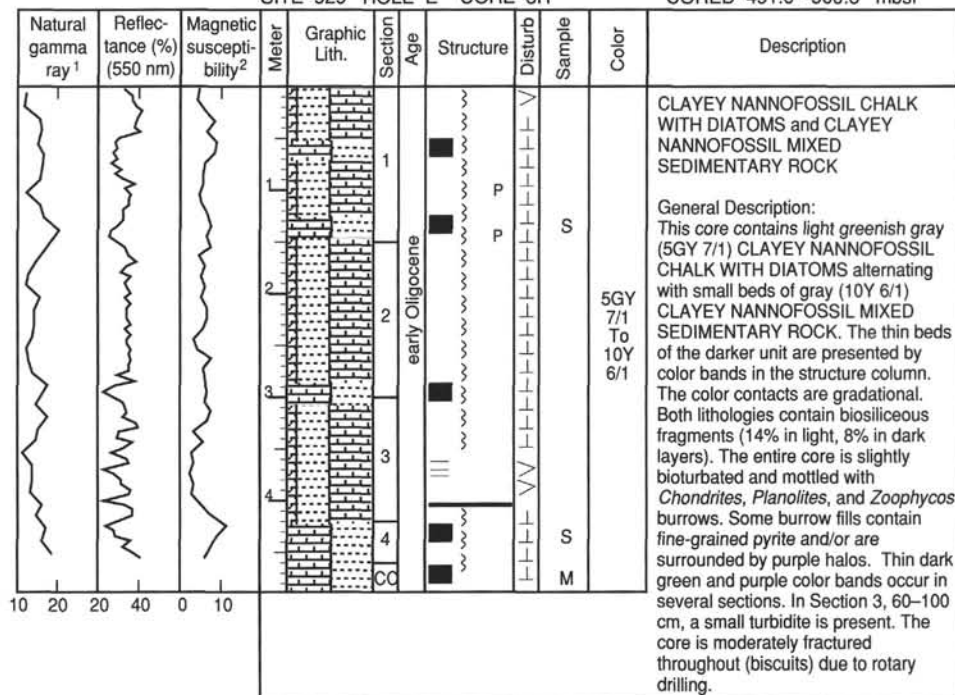 Natural gamma ray 1
Reflec- tance (%) (550 nm)
Magnetic suscepti- bility2
Meter
Graphic Lith.
Section
Age
Structure
Disturb
Sample
Color
Description
1
2
3
4
1
2
3
4
CC
early Oligocene
P
P
S
S
M
5GY
7/1
To
10Y
6/1
10 20 20 40 0 10
CLAYEY NANNOFOSSIL CHALK
WITH DIATOMS and CLAYEY
NANNOFOSSIL MIXED
SEDIMENTARY ROCK
General Description:
This core contains light greenish gray
(5GY 7/1) CLAYEY NANNOFOSSIL
CHALK WITH DIATOMS alternating
with small beds of gray (10Y 6/1)
CLAYEY NANNOFOSSIL MIXED
SEDIMENTARY ROCK. The thin beds
of the darker unit are presented by
color bands in the structure column.
The color contacts are gradational.
Both lithologies contain biosiliceous
fragments (14% in light, 8% in dark
layers). The entire core is slightly
bioturbated and mottled with
Chondrites, Planolites, and Zoophycos
burrows. Some burrow fills contain
fine-grained pyrite and/or are
surrounded by purple halos. Thin dark
green and purple color bands occur in
several sections. In Section 3, 60–100
cm, a small turbidite is present. The
core is moderately fractured
throughout (biscuits) due to rotary
drilling.